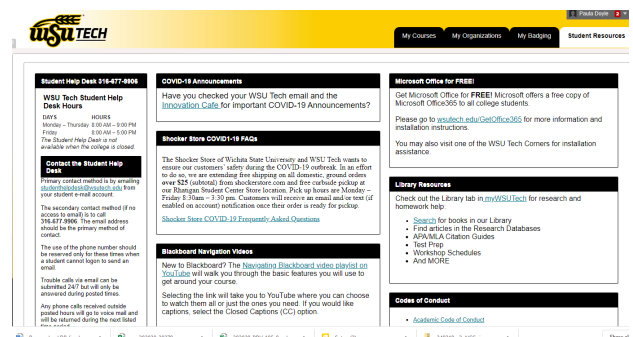 WSU TECH
Paula Doyle 3
My Courses
My Organizations
My Badging
Student Resources
Student Help Desk 316-677-9906
WSU Tech Student Help
Desk Hours
DAYS HOURS
Monday – Thursday 8:00 AM – 9:00 PM
Friday 8:00 AM – 5:00 PM
The Student Help Desk is not
available when the college is closed.
Contact the Student Help
Desk
Primary contact method is by emailing
studenthelpdesk@wsutech.edu from
your student e-mail account.
The secondary contact method (if no
access to email) is to call
316.677.9906. The email address
should be the primary method of
contact.
The use of the phone number should
be reserved only for these times when
a student cannot logon to send an
email.
Trouble calls via email can be
submitted 24/7 but will only be
answered during posted times.
Any phone calls received outside
posted hours will go to voice mail and
will be returned during the next listed
COVID-19 Announcements
Have you checked your WSU Tech email and the
Innovation Cafe for important COVID-19 Announcements?
Shocker Store COVID1-19 FAQs
The Shocker Store of Wichita State University and WSU Tech wants to
ensure our customers' safety during the COVID-19 outbreak. In an effort
to do so, we are extending free shipping on all domestic, ground orders
over $25 (subtotal) from shockerstore.com and free curbside pickup at
our Rhatigan Student Center Store location. Pick up hours are Monday –
Friday 8:30am – 3:30 pm. Customers will receive an email and/or text (if
enabled on account) notification once their order is ready for pickup.
Shocker Store COVID-19 Frequently Asked Questions
Blackboard Navigation Videos
New to Blackboard? The Navigating Blackboard video playlist on
YouTube will walk you through the basic features you will use to
get around your course.
Selecting the link will take you to YouTube where you can choose
to watch them all or just the ones you need. If you would like
captions, select the Closed Captions (CC) option.
Microsoft Office for FREE!
Get Microsoft Office for FREE! Microsoft offers a free copy of
Microsoft Office365 to all college students.
Please go to wsutech.edu/GetOffice365 for more information and
installation instructions.
You may also visit one of the WSU Tech Corners for installation
assistance.
Library Resources
Check out the Library tab in myWSUTech for research and
homework help:
Search for books in our Library
Find articles in the Research Databases
APA/MLA Citation Guides
Test Prep
Workshop Schedules
And MORE
Codes of Conduct
Academic Code of Conduct